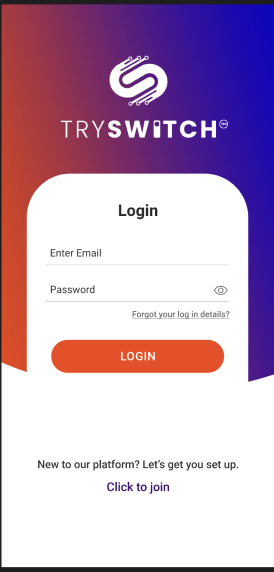 TRYSWITCH
Login
Enter Email
Password
Forgot your log in details?
LOGIN
New to our platform? Let's get you set up.
Click to join